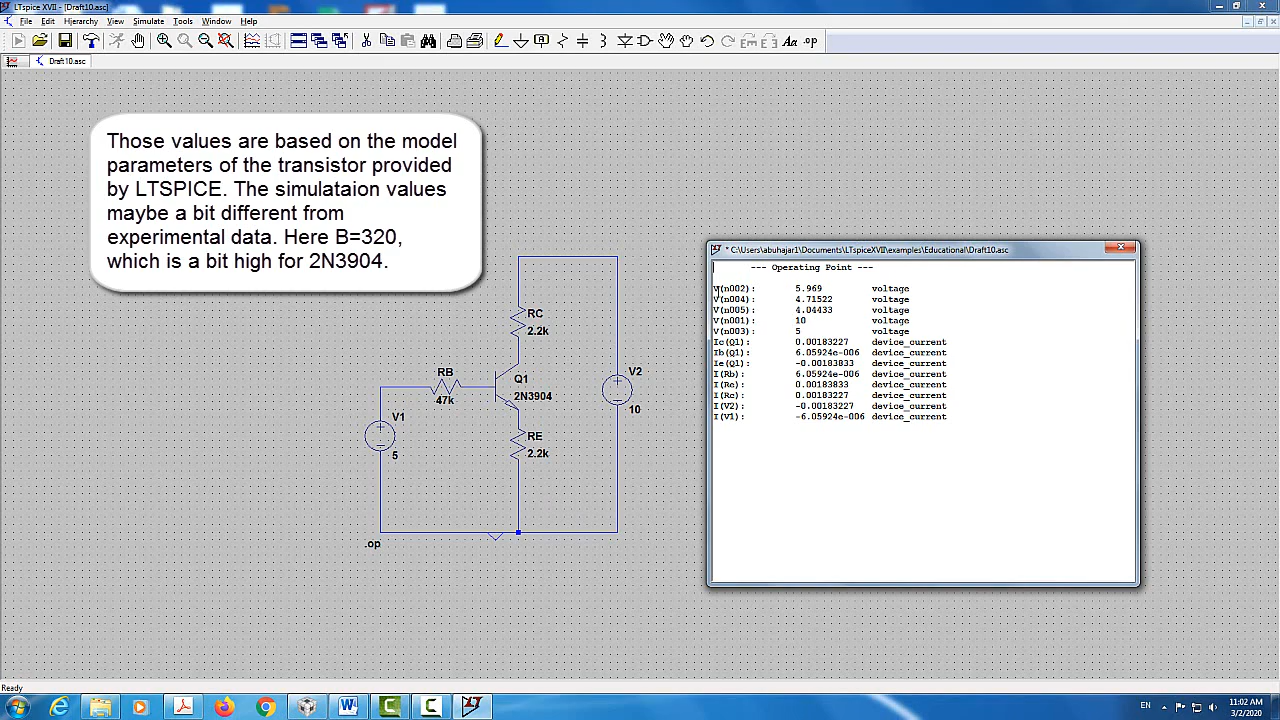 LTspice XVII - [Draft10.asc]
File Edit Hierarchy View Simulate Tools Window Help
.op
Draft10.asc
Those values are based on the model
parameters of the transistor provided
by LTSPICE. The simulataion values
maybe a bit different from
experimental data. Here B=320,
which is a bit high for 2N3904.
RC
2.2k
RB
47k
Q1
2N3904
V2
10
V1
5
RE
2.2k
.op
* C:\Users\abuhajar1\Documents\LTspiceXVII\examples\Educational\Draft10.asc
--- Operating Point ---
V(n002): 5.969 voltage
V(n004): 4.71522 voltage
V(n005): 4.04433 voltage
V(n001): 10 voltage
V(n003): 5 voltage
Ic(Q1): 0.00183227 device_current
Ib(Q1): 6.05924e-006 device_current
Ie(Q1): -0.00183833 device_current
I(Rb): 6.05924e-006 device_current
I(Re): 0.00183833 device_current
I(Rc): 0.00183227 device_current
I(V2): -0.00183227 device_current
I(V1): -6.05924e-006 device_current
Ready
EN
11:02 AM
3/2/2020